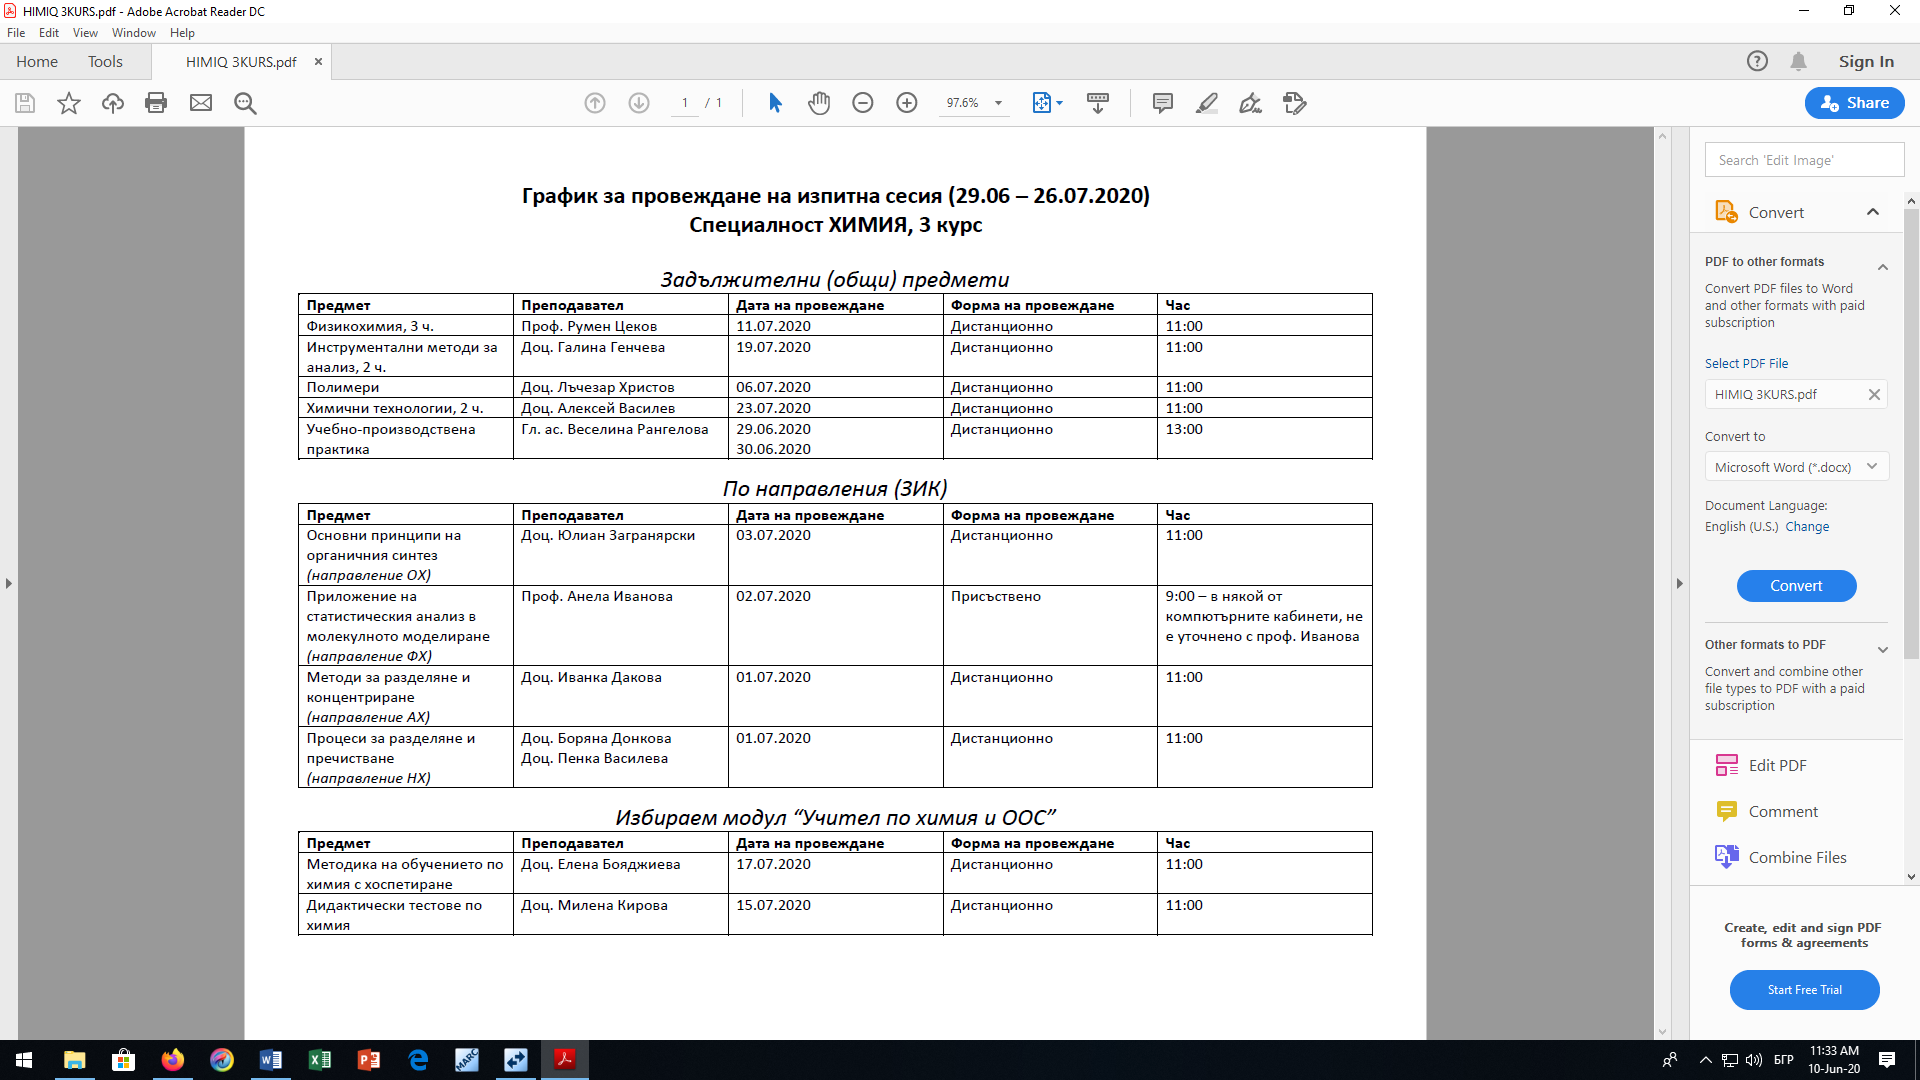 HIMIQ 3KURS.pdf - Adobe Acrobat Reader DC
File Edit View Window Help
Home Tools HIMIQ 3KURS.pdf Sign In
1 / 1 97.6% Share
График за провеждане на изпитна сесия (29.06 – 26.07.2020)
Специалност ХИМИЯ, 3 курс
Задължителни (общи) предмети
Предмет Преподавател Дата на провеждане Форма на провеждане Час
Физикохимия, 3 ч. Проф. Румен Цеков 11.07.2020 Дистанционно 11:00
Инструментални методи за Доц. Галина Генчева 19.07.2020 Дистанционно 11:00
анализ, 2 ч.
Полимери Доц. Лъчезар Христов 06.07.2020 Дистанционно 11:00
Химични технологии, 2 ч. Доц. Алексей Василев 23.07.2020 Дистанционно 11:00
Учебно-производствена Гл. ас. Веселина Рангелова 29.06.2020 Дистанционно 13:00
практика 30.06.2020
По направления (ЗИК)
Предмет Преподавател Дата на провеждане Форма на провеждане Час
Основни принципи на Доц. Юлиан Загранярски 03.07.2020 Дистанционно 11:00
органичния синтез
(направление ОХ)
Приложение на Проф. Анела Иванова 02.07.2020 Присъствено 9:00 – в някой от
статистическия анализ в компютърните кабинети, не
молекулното моделиране е уточнено с проф. Иванова
(направление ФХ)
Методи за разделяне и Доц. Иванка Дакова 01.07.2020 Дистанционно 11:00
концентриране
(направление АХ)
Процеси за разделяне и Доц. Боряна Донкова 01.07.2020 Дистанционно 11:00
пречистване Доц. Пенка Василева
(направление НХ)
Избираем модул “Учител по химия и ООС”
Предмет Преподавател Дата на провеждане Форма на провеждане Час
Методика на обучението по Доц. Елена Бояджиева 17.07.2020 Дистанционно 11:00
химия с хоспетиране
Дидактически тестове по Доц. Милена Кирова 15.07.2020 Дистанционно 11:00
химия
Search 'Edit Image'
Convert
PDF to other formats
Convert PDF files to Word
and other formats with paid
subscription
Select PDF File
HIMIQ 3KURS.pdf
Convert to
Microsoft Word (*.docx)
Document Language:
English (U.S.) Change
Convert
Other formats to PDF
Convert and combine other
file types to PDF with a paid
subscription
Edit PDF
Comment
Combine Files
Create, edit and sign PDF
forms & agreements
Start Free Trial
MARC
БГР
11:33 AM
10-Jun-20